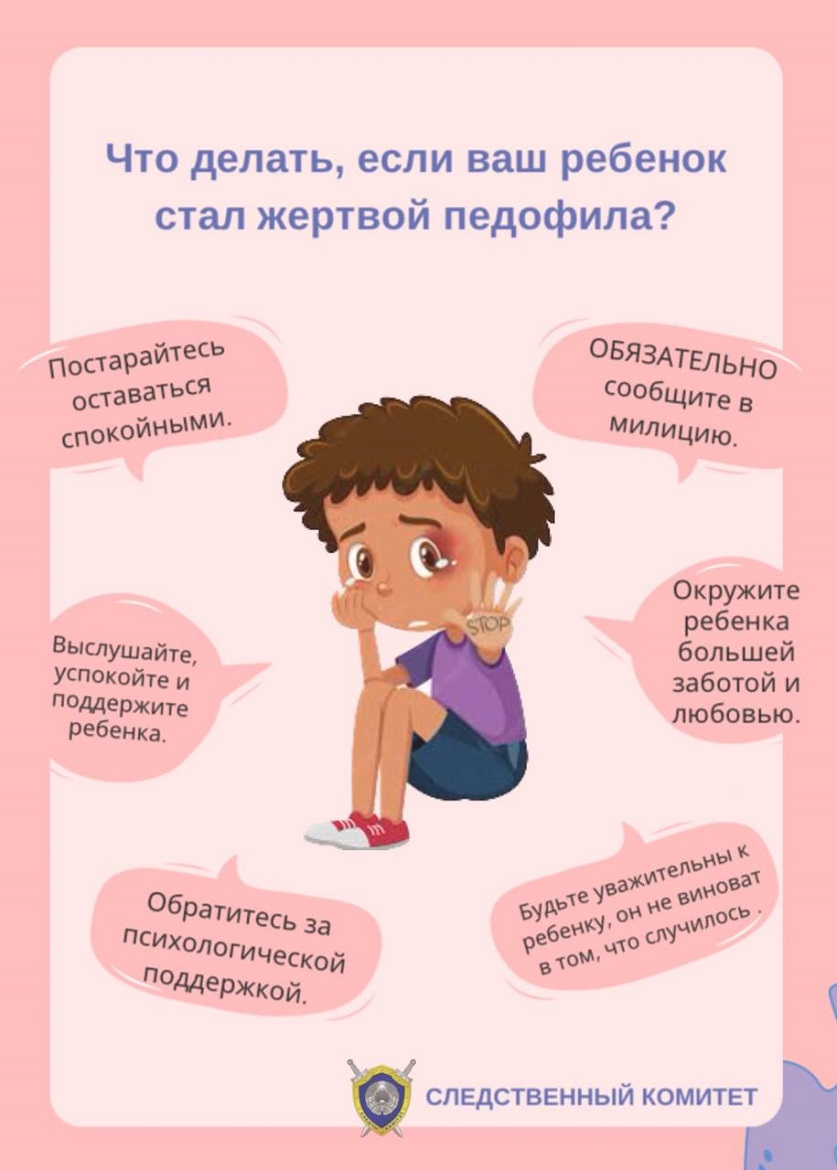 Что делать, если ваш ребенок
стал жертвой педофила?
Постарайтесь
оставаться
спокойными.
ОБЯЗАТЕЛЬНО
сообщите в
милицию.
Выслушайте,
успокойте и
поддержите
ребенка.
STOP
Окружите
ребенка
большей
заботой и
любовью.
Обратитесь за
психологической
поддержкой.
Будьте уважительны к
ребенку, он не виноват
в том, что случилось .
СЛЕДСТВЕННЫЙ КОМИТЕТ